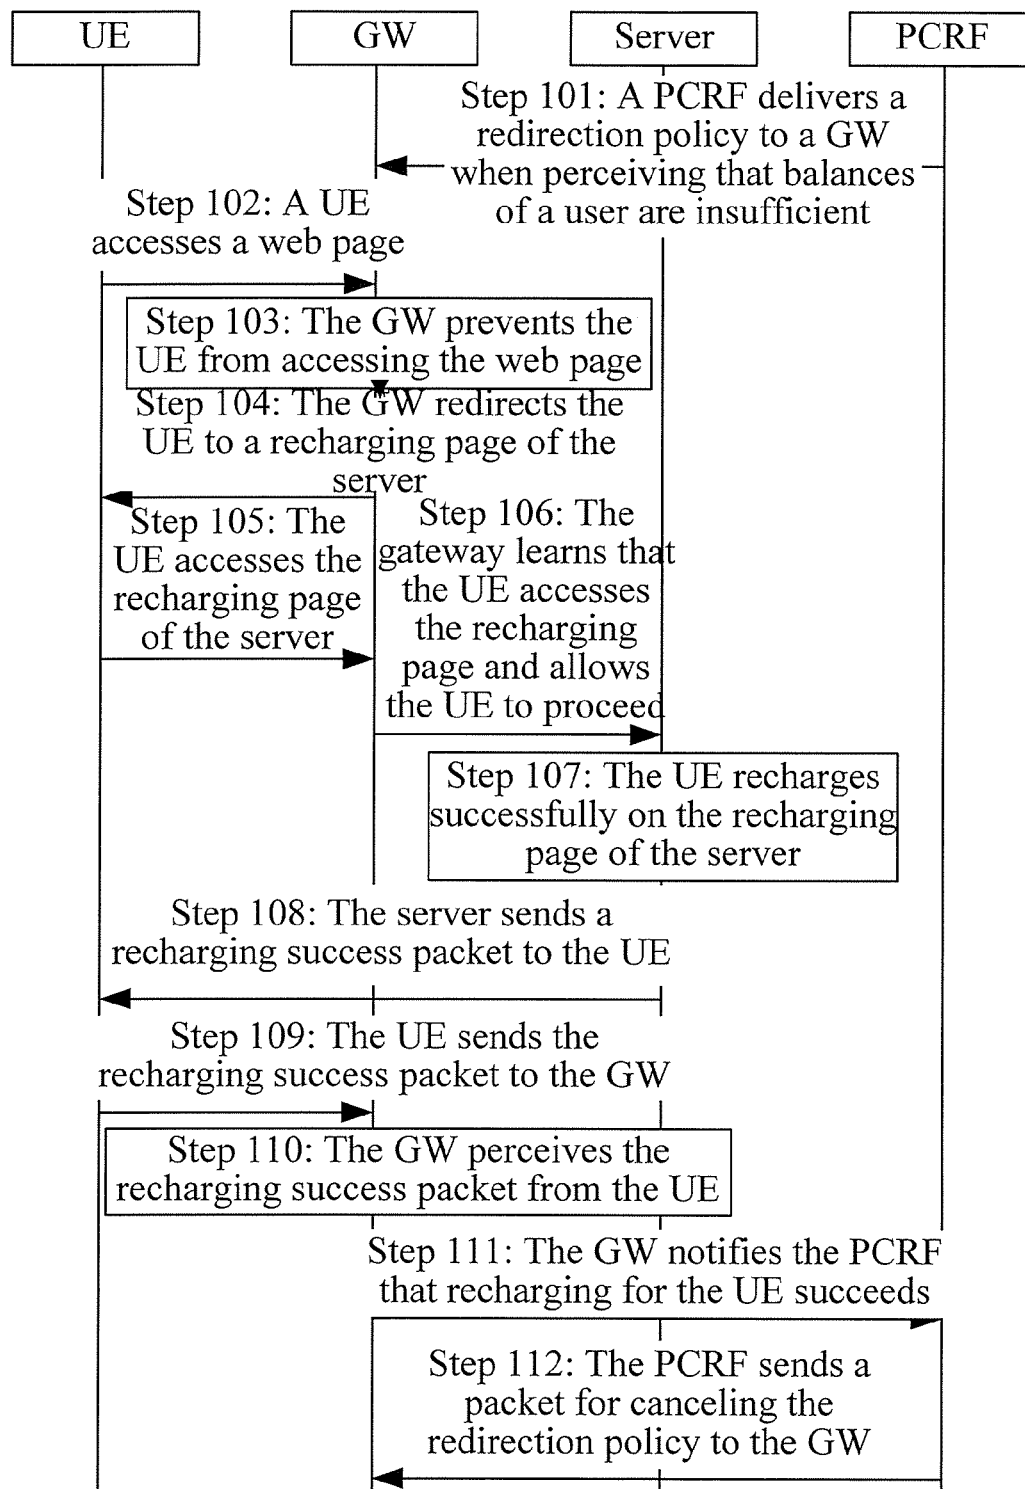 UE
GW
Server
PCRF
Step 101: A PCRF delivers a
redirection policy to a GW
when perceiving that balances
of a user are insufficient
Step 102: A UE
accesses a web page
Step 103: The GW prevents the
UE from accessing the web page
Step 104: The GW redirects the
UE to a recharging page of the
server
Step 105: The
UE accesses the
recharging page
of the server
Step 106: The
gateway learns that
the UE accesses
the recharging
page and allows
the UE to proceed
Step 107: The UE recharges
successfully on the recharging
page of the server
Step 108: The server sends a
recharging success packet to the UE
Step 109: The UE sends the
recharging success packet to the GW
Step 110: The GW perceives the
recharging success packet from the UE
Step 111: The GW notifies the PCRF
that recharging for the UE succeeds
Step 112: The PCRF sends a
packet for canceling the
redirection policy to the GW